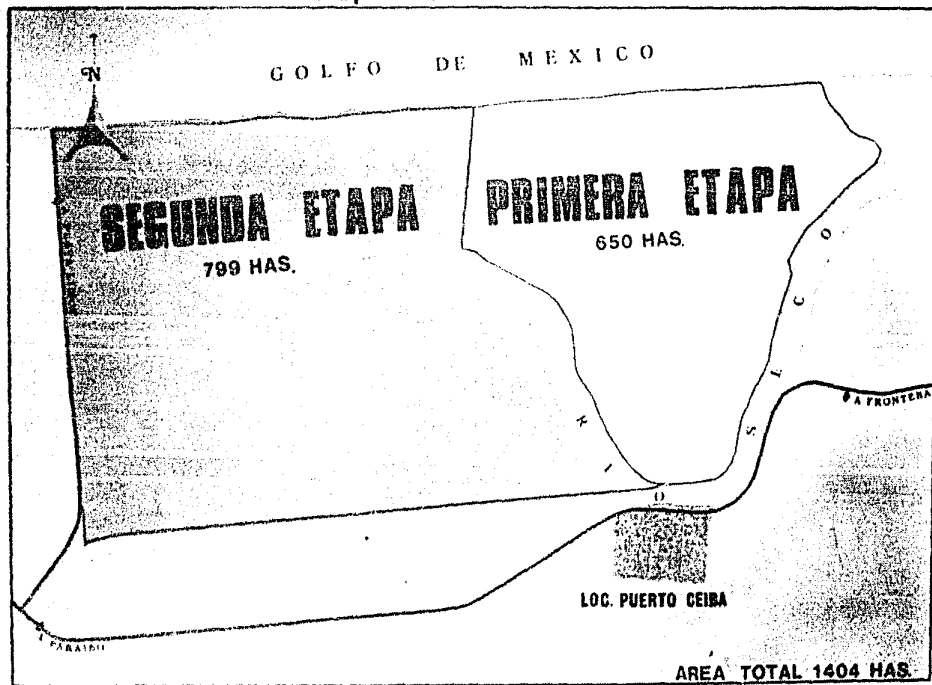 N
GOLFO DE MEXICO
SEGUNDA ETAPA
799 HAS.
PRIMERA ETAPA
650 HAS.
RIO SECO
A FRONTERA
LOC. PUERTO CEIBA
A PARAISO
AREA TOTAL 1404 HAS.